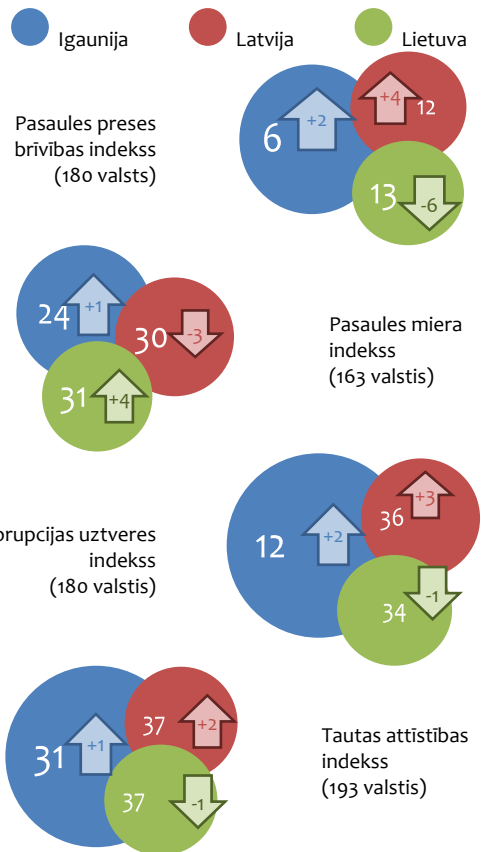 Igaunija
Latvija
Lietuva
Pasaules preses
brīvības indekss
(180 valsts)
6
+2
+4
12
13
-6
24
+1
30
-3
31
+4
Pasaules miera
indekss
(163 valstis)
orupcijas uztveres
indekss
(180 valstis)
12
+2
36
+3
34
-1
31
+1
37
+2
37
-1
Tautas attīstības
indekss
(193 valstis)